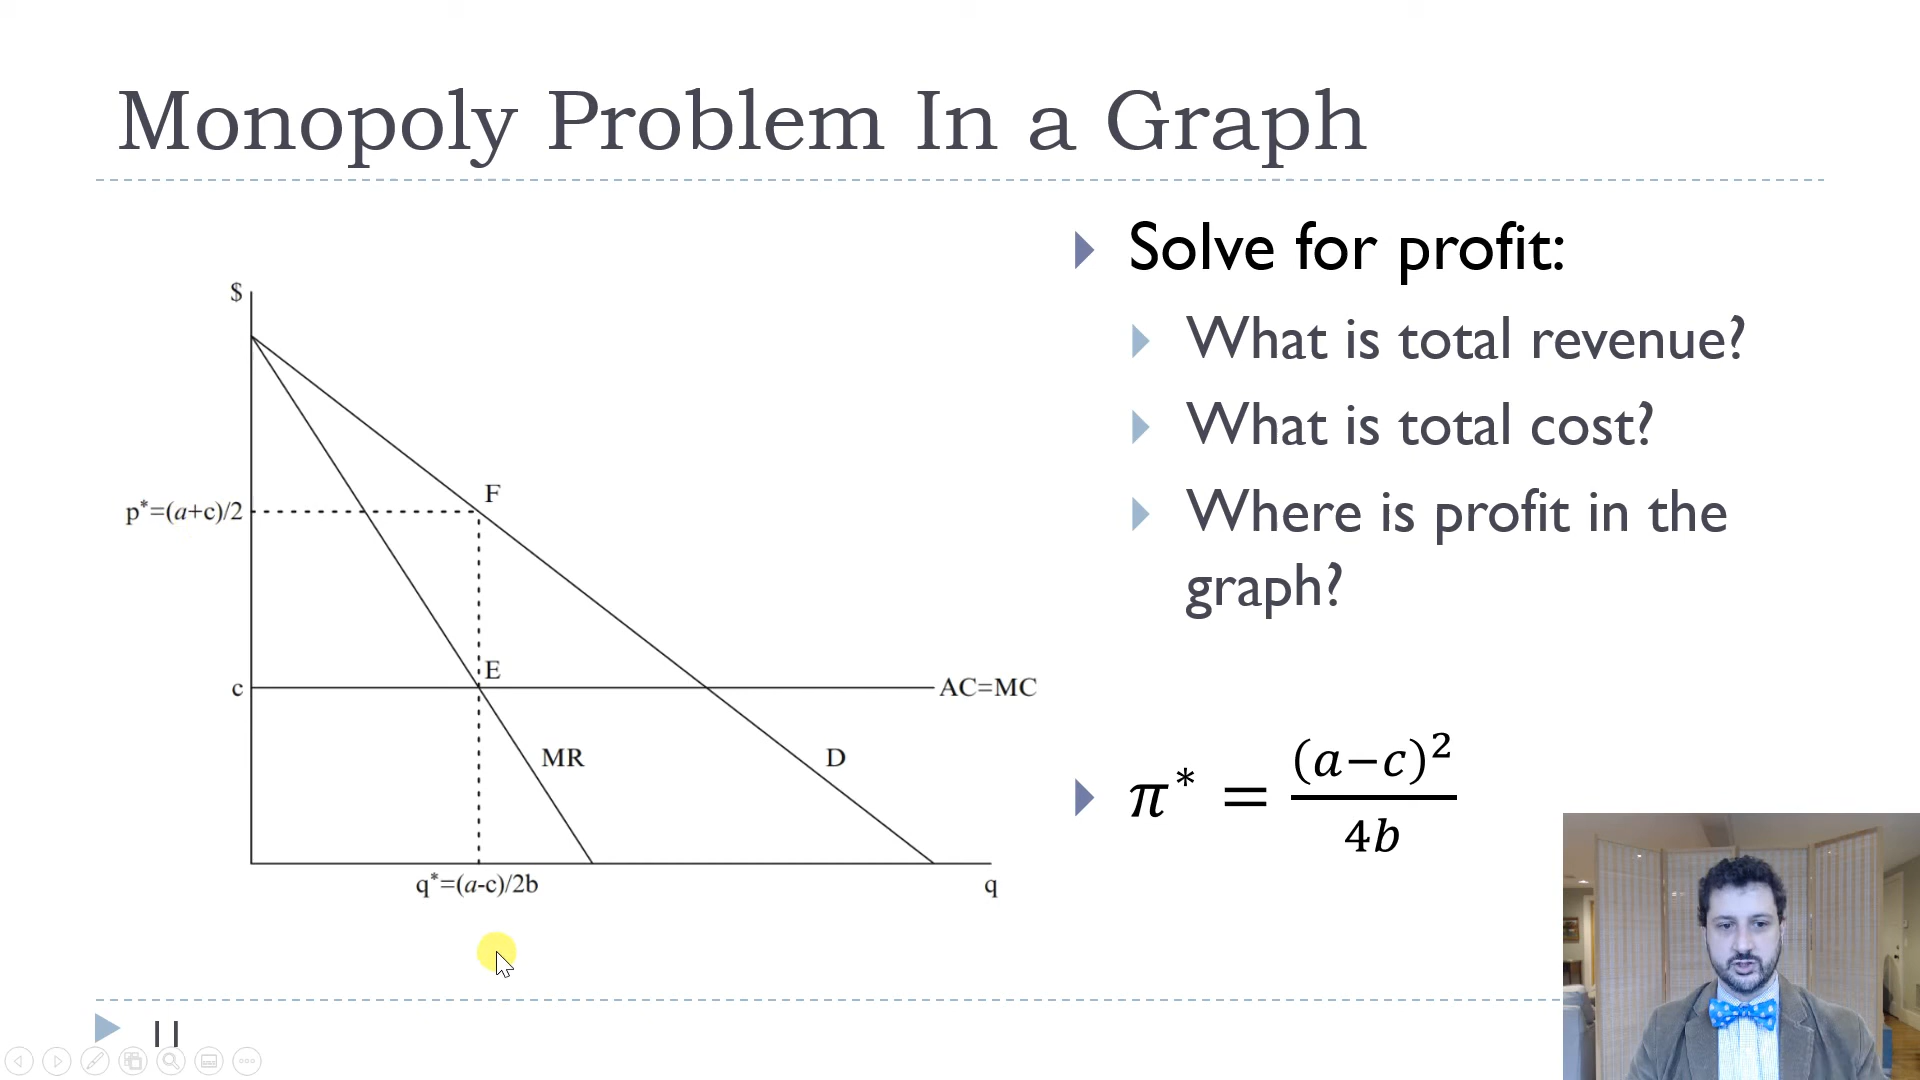 Monopoly Problem In a Graph
$
p*=(a+c)/2
F
E
c
AC=MC
MR
D
q*=(a-c)/2b
q
Solve for profit:
What is total revenue?
What is total cost?
Where is profit in the
graph?
π* = (a−c)²/4b
11